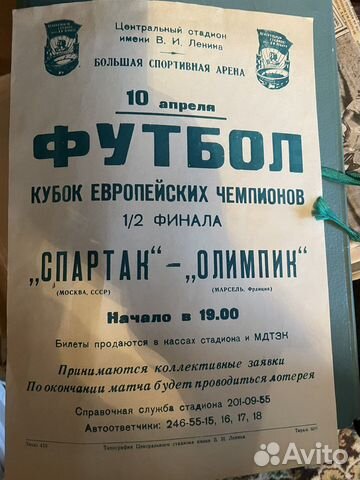 Центральный стадион
имени В. И. Ленина
БОЛЬШАЯ СПОРТИВНАЯ АРЕНА
10 апреля
ФУТБОЛ
КУБОК ЕВРОПЕЙСКИХ ЧЕМПИОНОВ
1/2 ФИНАЛА
„СПАРТАК“ – „ОЛИМПИК“
(МОСКВА, СССР) (МАРСЕЛЬ, Франция)
Начало в 19.00
Билеты продаются в кассах стадиона и МДТЗК
Принимаются коллективные заявки
По окончании матча будет проводиться лотерея
Справочная служба стадиона 201-09-55
Автоответчики: 246-55-15, 16, 17, 18
Типография Центрального стадиона имени В. И. Ленина
Avito